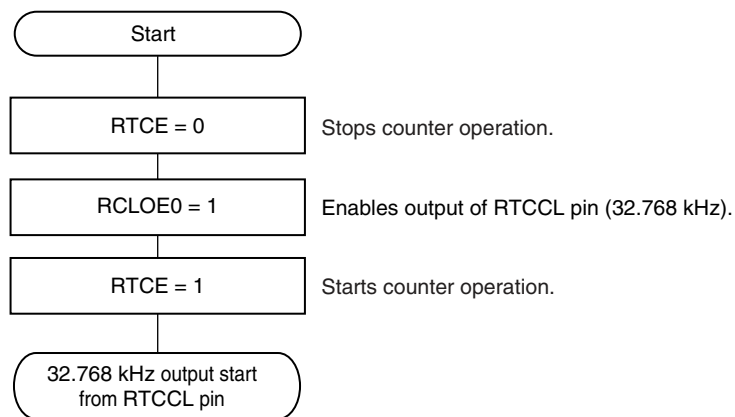 Start
RTCE = 0
Stops counter operation.
RCLOE0 = 1
Enables output of RTCCL pin (32.768 kHz).
RTCE = 1
Starts counter operation.
32.768 kHz output start
from RTCCL pin